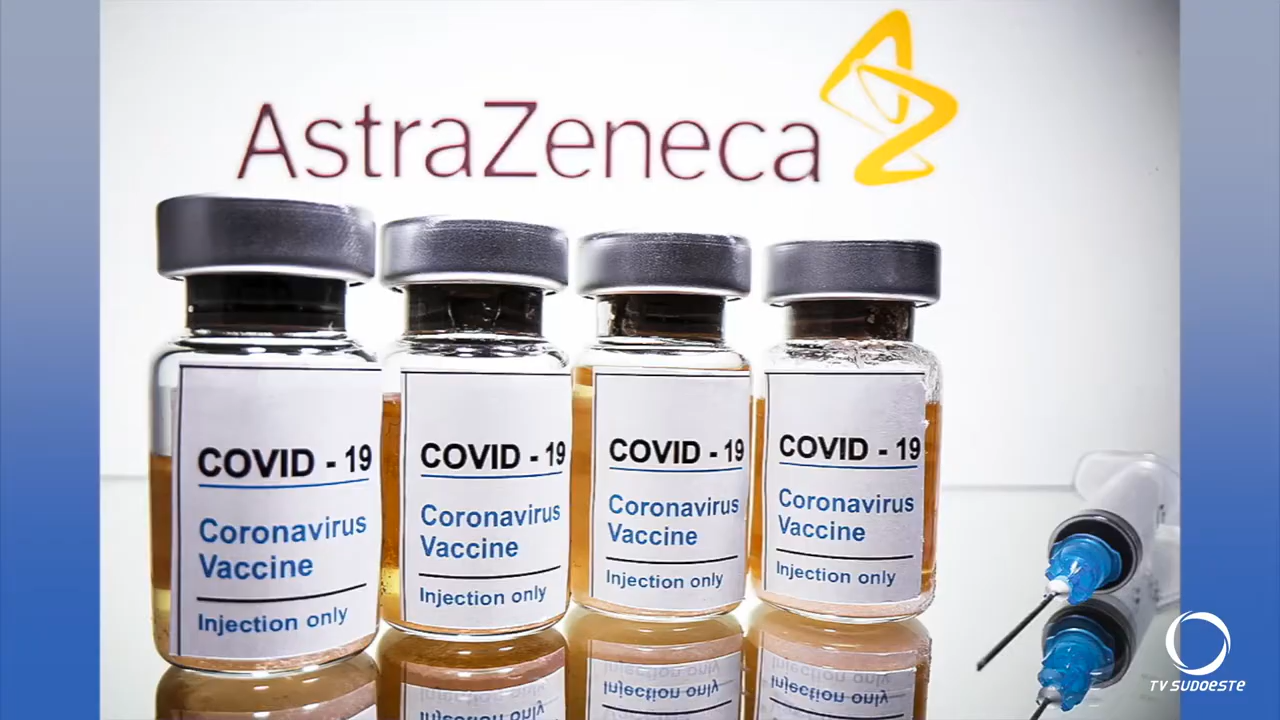 AstraZeneca
COVID - 19
Coronavirus
Vaccine
Injection only
COVID - 19
Coronavirus
Vaccine
Injection only
COVID - 19
Coronavirus
Vaccine
Injection only
COVID - 19
Coronavirus
Vaccine
Injection only
TV SUDOESTE